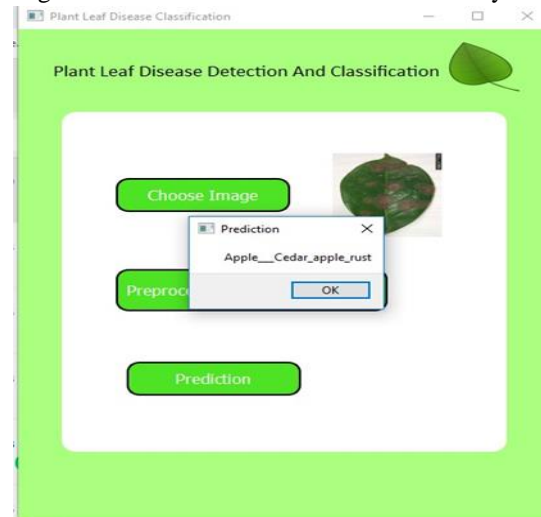 Plant Leaf Disease Classification
Plant Leaf Disease Detection And Classification
Choose Image
Prediction
Apple___Cedar_apple_rust
OK
Preproc
Prediction